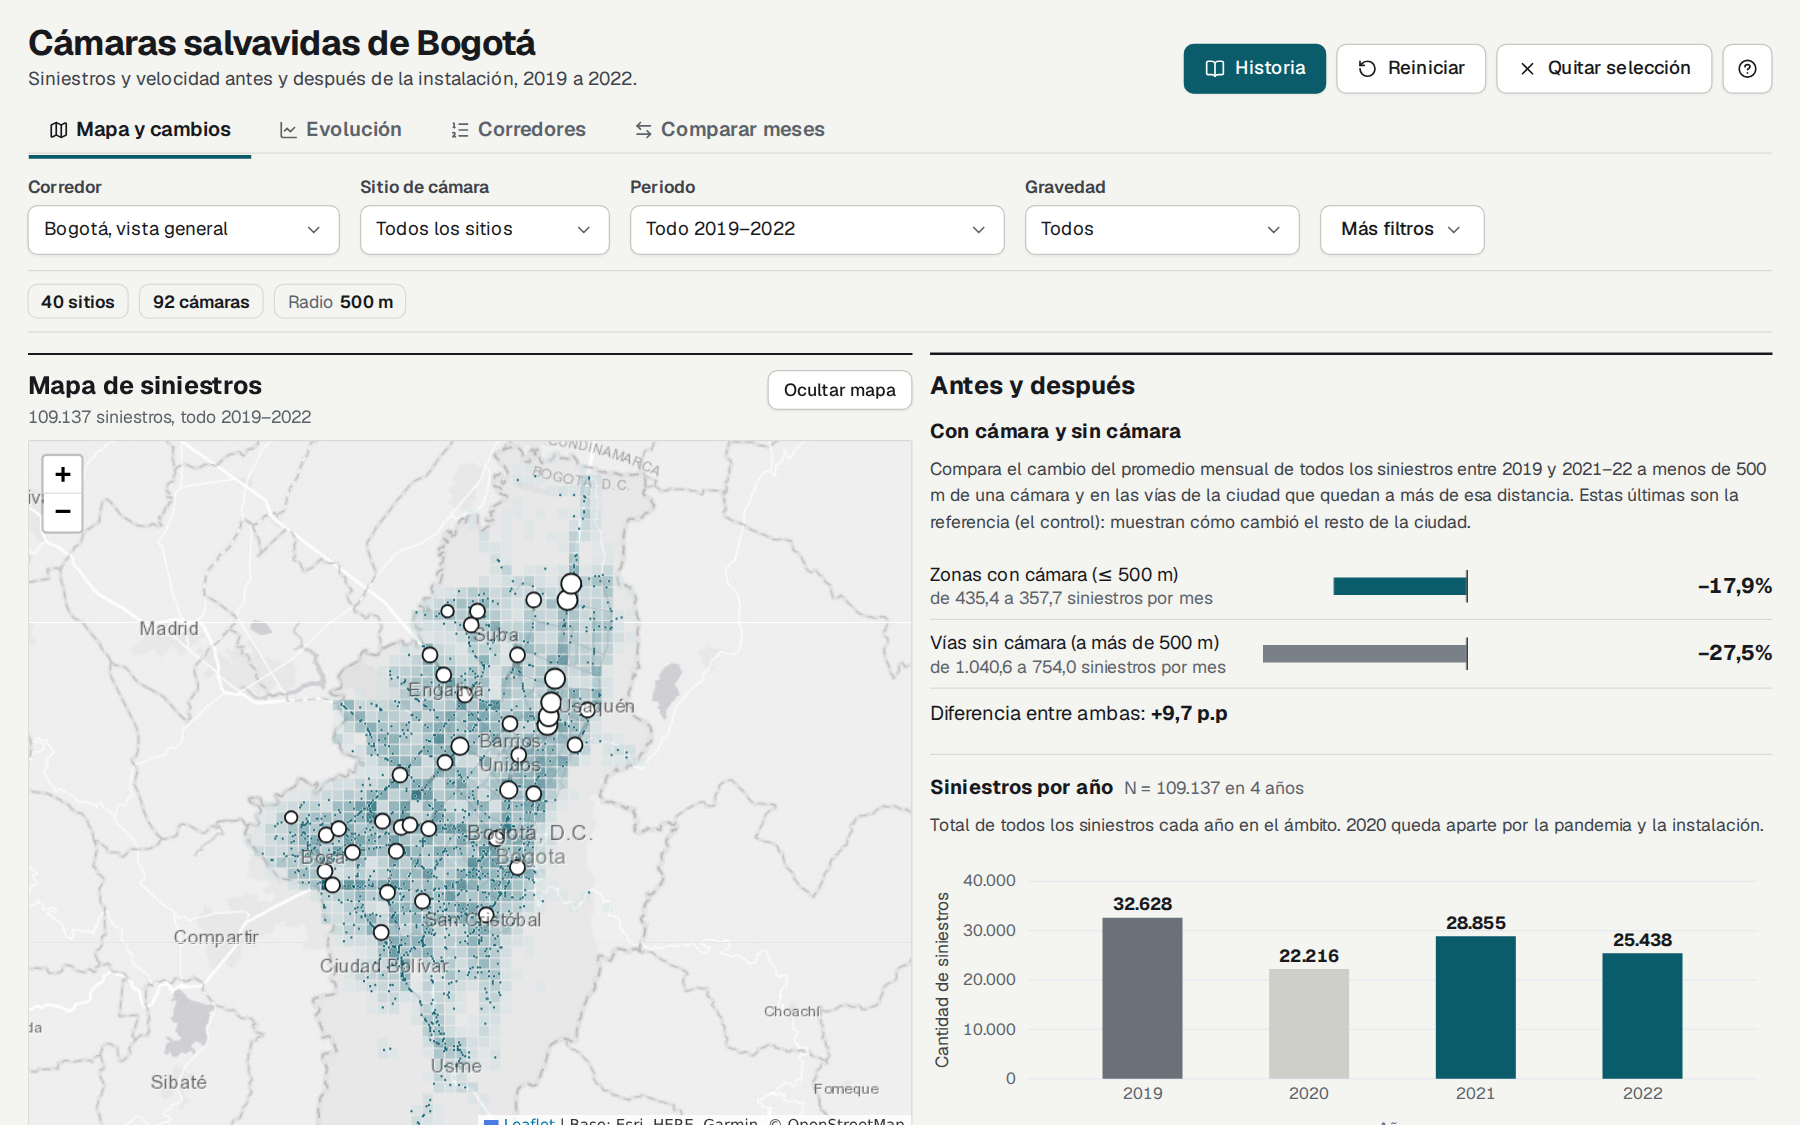 Cámaras salvavidas de Bogotá
Siniestros y velocidad antes y después de la instalación, 2019 a 2022.
Historia
Reiniciar
Quitar selección
Mapa y cambios
Evolución
Corredores
Comparar meses
Corredor
Sitio de cámara
Periodo
Gravedad
Bogotá, vista general
Todos los sitios
Todo 2019–2022
Todos
Más filtros
40 sitios
92 cámaras
Radio 500 m
Mapa de siniestros
109.137 siniestros, todo 2019–2022
Ocultar mapa
+
−
CUNDINAMARCA
BOGOTÁ, D.C.
Madrid
Suba
Engativá
Usaquén
Barrios
Unidos
Bogotá, D.C.
Bogota
Bosa
San Cristóbal
Compartir
Ciudad Bolívar
Choachí
da
Usme
Sibaté
Fomeque
Leaflet | Base: Esri, HERE, Garmin, © OpenStreetMap
Antes y después
Con cámara y sin cámara
Compara el cambio del promedio mensual de todos los siniestros entre 2019 y 2021–22 a menos de 500
m de una cámara y en las vías de la ciudad que quedan a más de esa distancia. Estas últimas son la
referencia (el control): muestran cómo cambió el resto de la ciudad.
Zonas con cámara (≤ 500 m)
de 435,4 a 357,7 siniestros por mes
−17,9%
Vías sin cámara (a más de 500 m)
de 1.040,6 a 754,0 siniestros por mes
−27,5%
Diferencia entre ambas: +9,7 p.p
Siniestros por año N = 109.137 en 4 años
Total de todos los siniestros cada año en el ámbito. 2020 queda aparte por la pandemia y la instalación.
Cantidad de siniestros
40.000
30.000
20.000
10.000
0
32.628
22.216
28.855
25.438
2019
2020
2021
2022